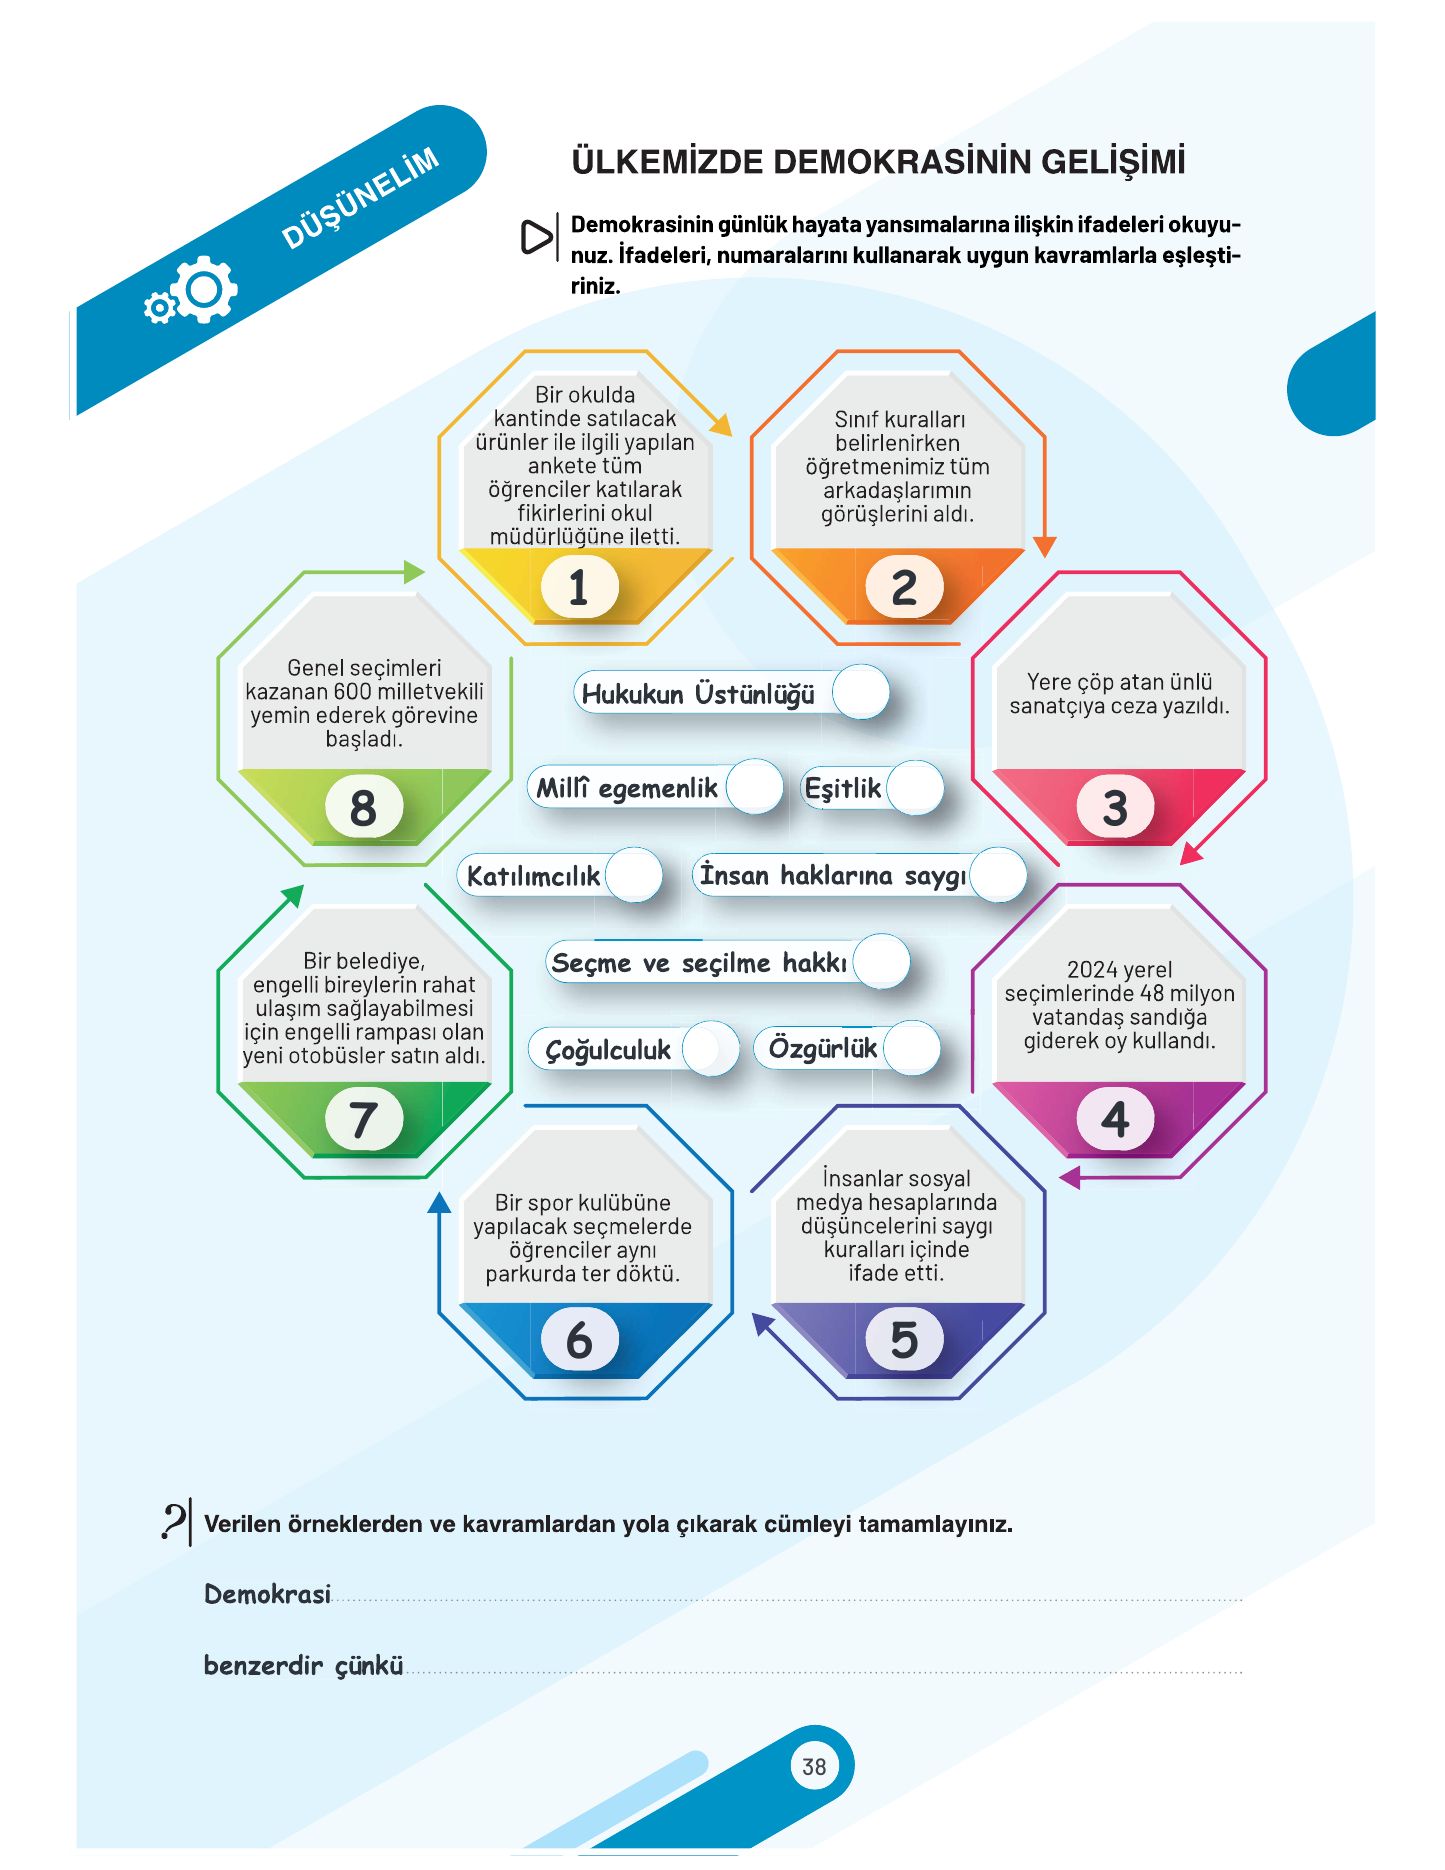 DÜŞÜNELİM
ÜLKEMİZDE DEMOKRASİNİN GELİŞİMİ
Demokrasinin günlük hayata yansımalarına ilişkin ifadeleri okuyu-
nuz. İfadeleri, numaralarını kullanarak uygun kavramlarla eşleşti-
riniz.
Bir okulda
kantinde satılacak
ürünler ile ilgili yapılan
ankete tüm
öğrenciler katılarak
fikirlerini okul
müdürlüğüne iletti.
1
Sınıf kuralları
belirlenirken
öğretmenimiz tüm
arkadaşlarımın
görüşlerini aldı.
2
Yere çöp atan ünlü
sanatçıya ceza yazıldı.
3
2024 yerel
seçimlerinde 48 milyon
vatandaş sandığa
giderek oy kullandı.
4
İnsanlar sosyal
medya hesaplarında
düşüncelerini saygı
kuralları içinde
ifade etti.
5
Bir spor kulübüne
yapılacak seçmelerde
öğrenciler aynı
parkurda ter döktü.
6
Bir belediye,
engelli bireylerin rahat
ulaşım sağlayabilmesi
için engelli rampası olan
yeni otobüsler satın aldı.
7
Genel seçimleri
kazanan 600 milletvekili
yemin ederek görevine
başladı.
8
Hukukun Üstünlüğü
Millî egemenlik
Eşitlik
Katılımcılık
İnsan haklarına saygı
Seçme ve seçilme hakkı
Çoğulculuk
Özgürlük
? Verilen örneklerden ve kavramlardan yola çıkarak cümleyi tamamlayınız.
Demokrasi
benzerdir çünkü
38